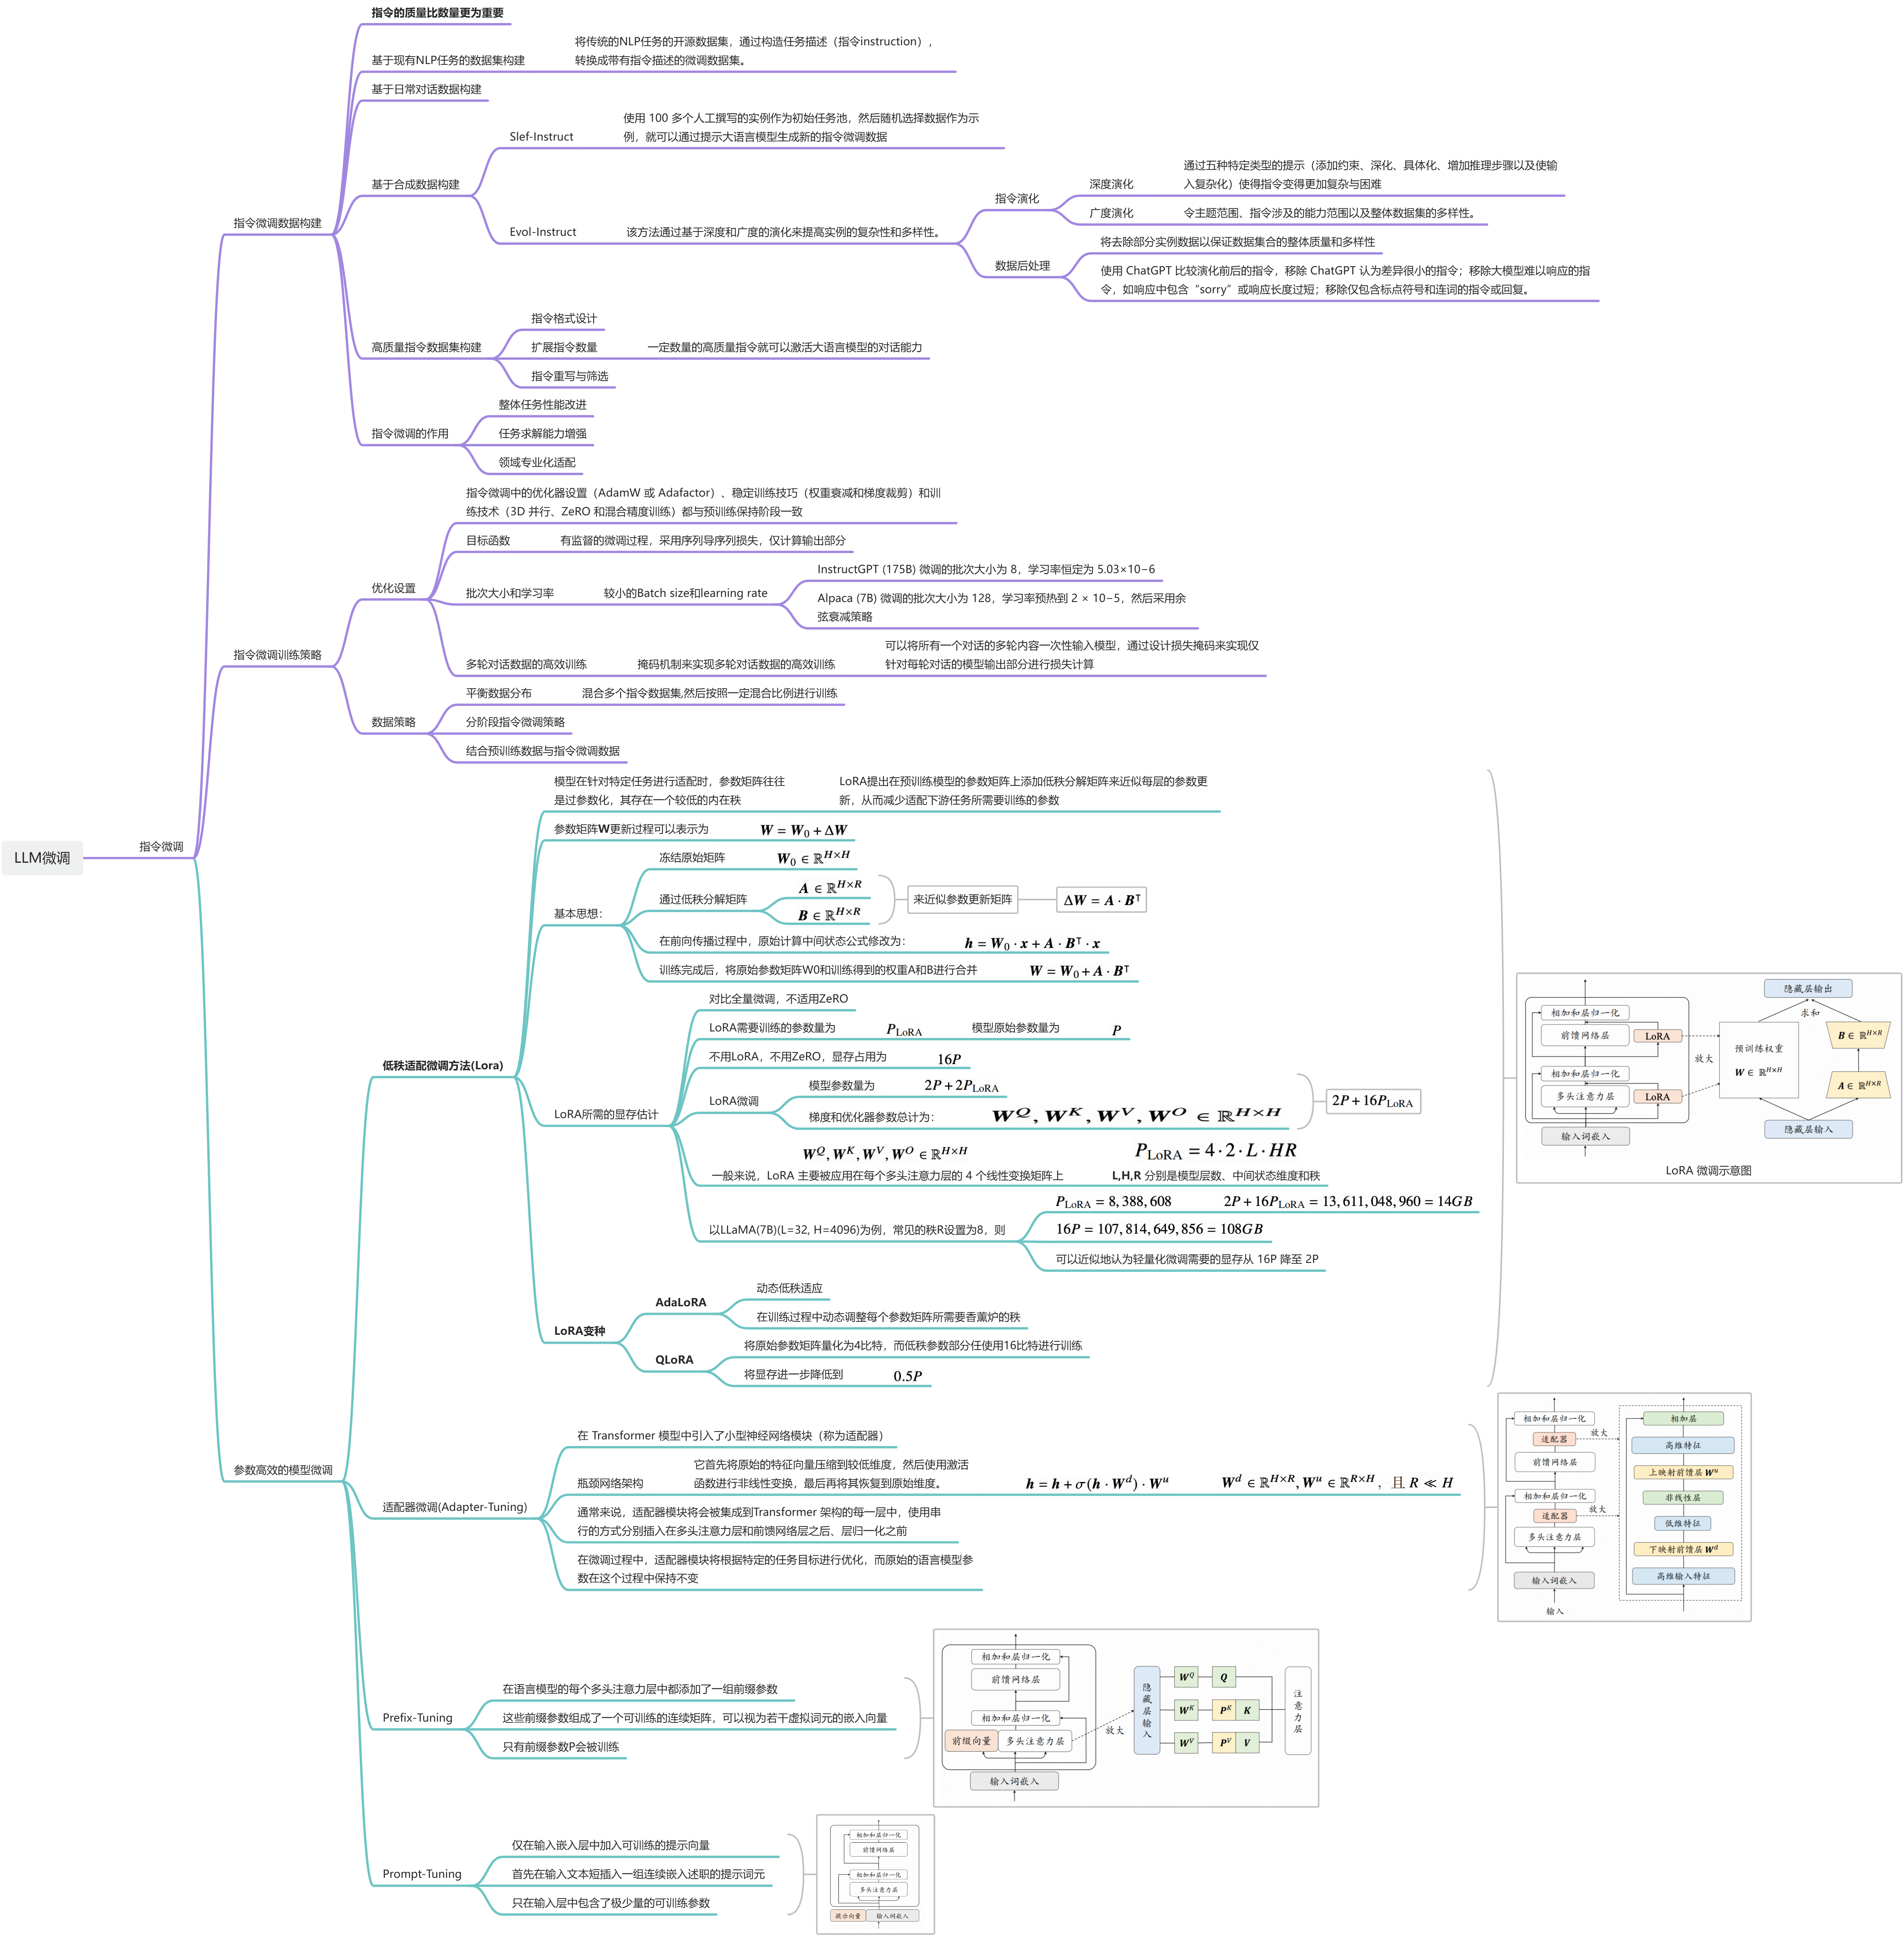 LLM微调
指令微调
指令微调数据构建
指令的质量比数量更为重要
基于现有NLP任务的数据集构建
将传统的NLP任务的开源数据集，通过构造任务描述（指令instruction），
转换成带有指令描述的微调数据集。
基于日常对话数据构建
基于合成数据构建
Slef-Instruct
使用 100 多个人工撰写的实例作为初始任务池，然后随机选择数据作为示
例，就可以通过提示大语言模型生成新的指令微调数据
Evol-Instruct
该方法通过基于深度和广度的演化来提高实例的复杂性和多样性。
指令演化
深度演化
通过五种特定类型的提示（添加约束、深化、具体化、增加推理步骤以及使输
入复杂化）使得指令变得更加复杂与困难
广度演化
令主题范围、指令涉及的能力范围以及整体数据集的多样性。
数据后处理
将去除部分实例数据以保证数据集合的整体质量和多样性
使用 ChatGPT 比较演化前后的指令，移除 ChatGPT 认为差异很小的指令；移除大模型难以响应的指
令，如响应中包含“sorry”或响应长度过短；移除仅包含标点符号和连词的指令或回复。
高质量指令数据集构建
指令格式设计
扩展指令数量
一定数量的高质量指令就可以激活大语言模型的对话能力
指令重写与筛选
指令微调的作用
整体任务性能改进
任务求解能力增强
领域专业化适配
指令微调训练策略
优化设置
指令微调中的优化器设置（AdamW 或 Adafactor）、稳定训练技巧（权重衰减和梯度裁剪）和训
练技术（3D 并行、ZeRO 和混合精度训练）都与预训练保持阶段一致
目标函数
有监督的微调过程，采用序列导序列损失，仅计算输出部分
批次大小和学习率
较小的Batch size和learning rate
InstructGPT (175B) 微调的批次大小为 8，学习率恒定为 5.03×10−6
Alpaca (7B) 微调的批次大小为 128，学习率预热到 2 × 10−5，然后采用余
弦衰减策略
多轮对话数据的高效训练
掩码机制来实现多轮对话数据的高效训练
可以将所有一个对话的多轮内容一次性输入模型，通过设计损失掩码来实现仅
针对每轮对话的模型输出部分进行损失计算
数据策略
平衡数据分布
混合多个指令数据集,然后按照一定混合比例进行训练
分阶段指令微调策略
结合预训练数据与指令微调数据
参数高效的模型微调
低秩适配微调方法(Lora)
模型在针对特定任务进行适配时，参数矩阵往往
是过参数化，其存在一个较低的内在秩
LoRA提出在预训练模型的参数矩阵上添加低秩分解矩阵来近似每层的参数更
新，从而减少适配下游任务所需要训练的参数
参数矩阵W更新过程可以表示为
W = W₀ + ΔW
基本思想：
冻结原始矩阵
W₀ ∈ ℝ^{H×H}
通过低秩分解矩阵
A ∈ ℝ^{H×R}
B ∈ ℝ^{H×R}
来近似参数更新矩阵
ΔW = A · B^⊤
在前向传播过程中，原始计算中间状态公式修改为：
h = W₀ · x + A · B^⊤ · x
训练完成后，将原始参数矩阵W0和训练得到的权重A和B进行合并
W = W₀ + A · B^⊤
LoRA所需的显存估计
对比全量微调，不适用ZeRO
LoRA需要训练的参数量为
P_{LoRA}
模型原始参数量为
P
不用LoRA，不用ZeRO，显存占用为
16P
LoRA微调
模型参数量为
2P + 2P_{LoRA}
梯度和优化器参数总计为：
W^Q, W^K, W^V, W^O ∈ ℝ^{H×H}
2P + 16P_{LoRA}
W^Q, W^K, W^V, W^O ∈ ℝ^{H×H}
P_{LoRA} = 4 · 2 · L · HR
一般来说，LoRA 主要被应用在每个多头注意力层的 4 个线性变换矩阵上
L,H,R 分别是模型层数、中间状态维度和秩
以LLaMA(7B)(L=32, H=4096)为例，常见的秩R设置为8，则
P_{LoRA} = 8, 388, 608
2P + 16P_{LoRA} = 13, 611, 048, 960 = 14GB
16P = 107, 814, 649, 856 = 108GB
可以近似地认为轻量化微调需要的显存从 16P 降至 2P
LoRA变种
AdaLoRA
动态低秩适应
在训练过程中动态调整每个参数矩阵所需要香薰炉的秩
QLoRA
将原始参数矩阵量化为4比特，而低秩参数部分任使用16比特进行训练
将显存进一步降低到
0.5P
相加和层归一化
前馈网络层
LoRA
相加和层归一化
多头注意力层
LoRA
输入词嵌入
放大
隐藏层输出
求和
预训练权重
W ∈ ℝ^{H×H}
B ∈ ℝ^{H×R}
A ∈ ℝ^{H×R}
隐藏层输入
LoRA 微调示意图
适配器微调(Adapter-Tuning)
在 Transformer 模型中引入了小型神经网络模块（称为适配器）
瓶颈网络架构
它首先将原始的特征向量压缩到较低维度，然后使用激活
函数进行非线性变换，最后再将其恢复到原始维度。
h = h + σ(h · W^d) · W^u
W^d ∈ ℝ^{H×R}, W^u ∈ ℝ^{R×H}， 且 R ≪ H
通常来说，适配器模块将会被集成到Transformer 架构的每一层中，使用串
行的方式分别插入在多头注意力层和前馈网络层之后、层归一化之前
在微调过程中，适配器模块将根据特定的任务目标进行优化，而原始的语言模型参
数在这个过程中保持不变
相加和层归一化
适配器
前馈网络层
相加和层归一化
适配器
多头注意力层
输入词嵌入
输入
放大
放大
相加层
高维特征
上映射前馈层 W^u
非线性层
低维特征
下映射前馈层 W^d
高维输入特征
Prefix-Tuning
在语言模型的每个多头注意力层中都添加了一组前缀参数
这些前缀参数组成了一个可训练的连续矩阵，可以视为若干虚拟词元的嵌入向量
只有前缀参数P会被训练
相加和层归一化
前馈网络层
相加和层归一化
前缀向量
多头注意力层
输入词嵌入
放大
隐藏层输入
W^Q
Q
W^K
P^K
K
W^V
P^V
V
注意力层
Prompt-Tuning
仅在输入嵌入层中加入可训练的提示向量
首先在输入文本短插入一组连续嵌入述职的提示词元
只在输入层中包含了极少量的可训练参数
相加和层归一化
前馈网络层
相加和层归一化
多头注意力层
提示向量
输入词嵌入